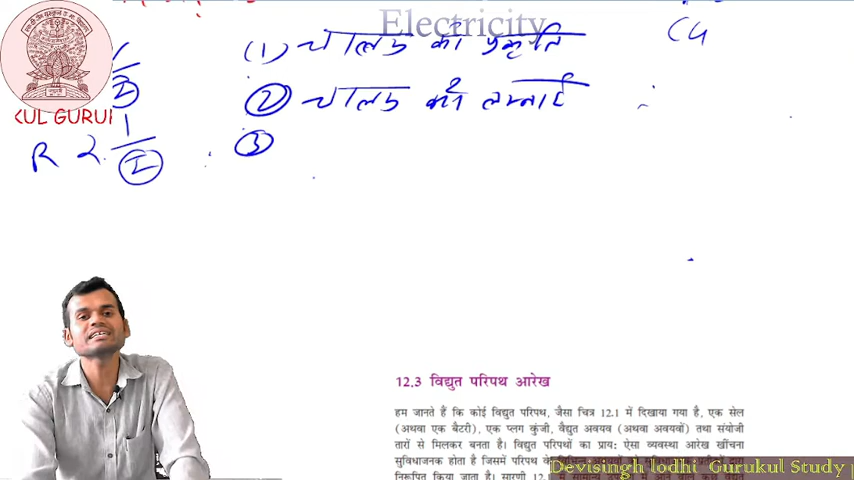 Electricity
(1) चालक की प्रकृति
(4
② चालक की लम्बाई
I
R ∝ 1
I
③
KUL GURU
12.3 विद्युत परिपथ आरेख
हम जानते हैं कि कोई विद्युत परिपथ, जैसा चित्र 12.1 में दिखाया गया है, एक सेल
(अथवा एक बैटरी), एक प्लग कुंजी, वैद्युत अवयव (अथवा अवयवों) तथा संयोजी
तारों से मिलकर बनता है। विद्युत परिपथों का प्राय: ऐसा व्यवस्था आरेख खींचना
सुविधाजनक होता है जिसमें परिपथ के
Devisingh lodhi Gurukul Study
निरूपित किया जाता है। सारणी 12.